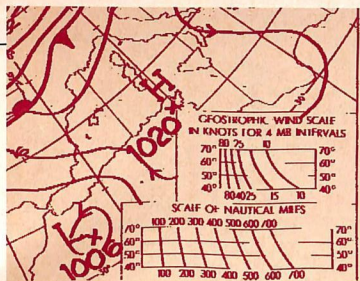 H
1020
GEOSTROPHIC WIND SCALE
IN KNOTS FOR 4 MB INTERVALS
80 25 10
70° 70°
60° 60°
50° 50°
40° 40°
80 40 25 15 10
SCALE OF NAUTICAL MILES
100 200 300 400 500 600 700
70° 70°
60° 60°
50° 50°
40° 40°
100 200 300 400 500 600 700
L
1006